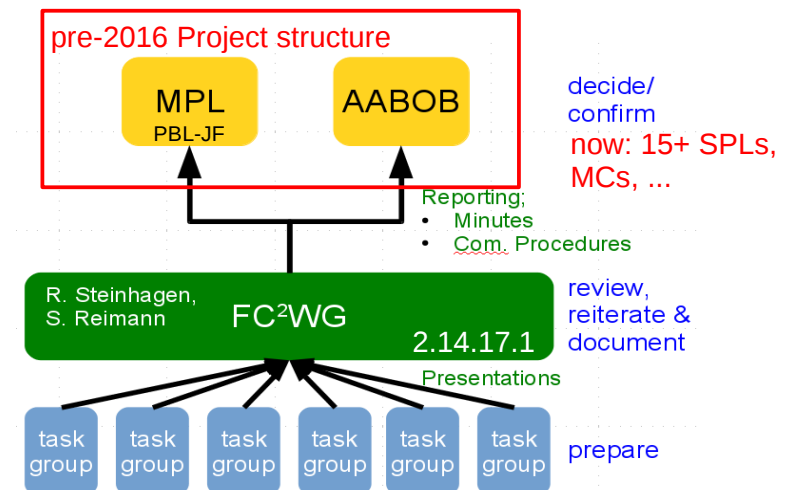 pre-2016 Project structure
MPL
PBL-JF
AABOB
decide/
confirm
now: 15+ SPLs,
MCs, ...
Reporting;
• Minutes
• Com. Procedures
R. Steinhagen,
S. Reimann
FC²WG
2.14.17.1
review,
reiterate &
document
Presentations
task
group
task
group
task
group
task
group
task
group
task
group
prepare